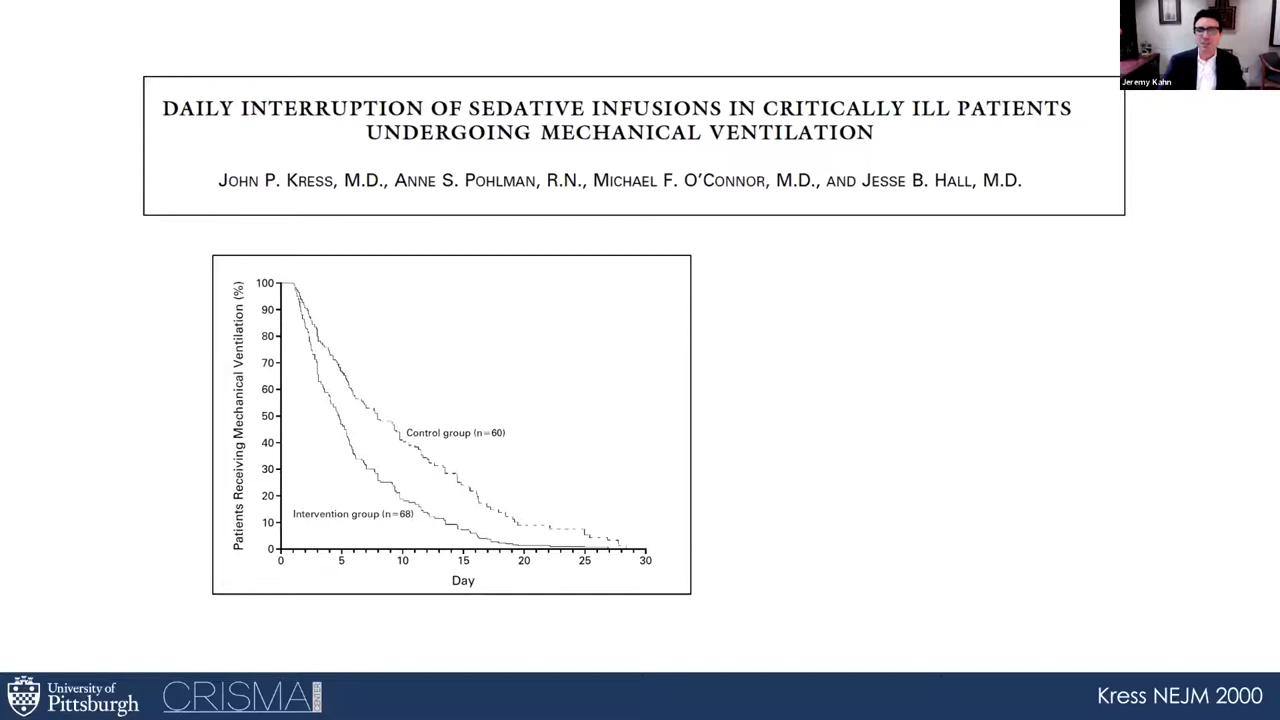 Jeremy Kahn
DAILY INTERRUPTION OF SEDATIVE INFUSIONS IN CRITICALLY ILL PATIENTS
UNDERGOING MECHANICAL VENTILATION
JOHN P. KRESS, M.D., ANNE S. POHLMAN, R.N., MICHAEL F. O'CONNOR, M.D., AND JESSE B. HALL, M.D.
Patients Receiving Mechanical Ventilation (%)
100
90
80
70
60
50
40
30
20
10
0
Control group (n=60)
Intervention group (n=68)
0 5 10 15 20 25 30
Day
University of
Pittsburgh
CRISMA
CENTER
Kress NEJM 2000